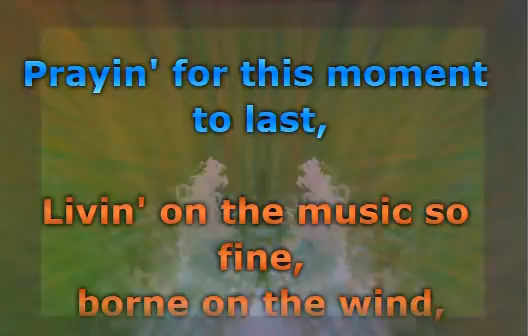 Prayin' for this moment
to last,
Livin' on the music so
fine,
borne on the wind,